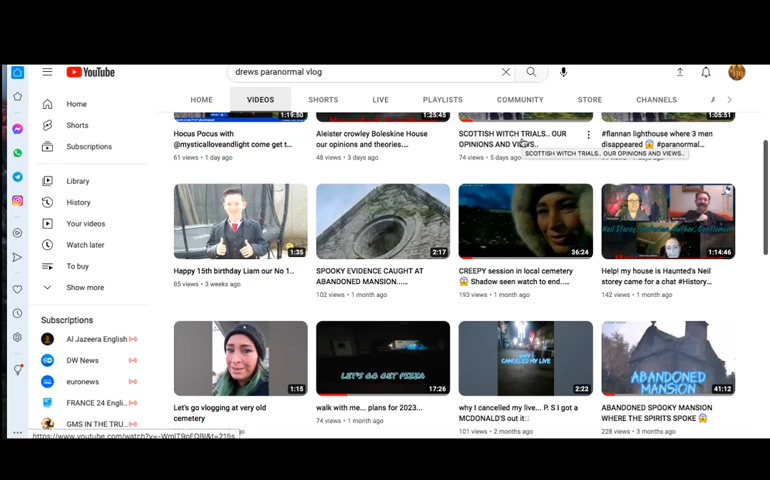 YouTube
drews paranormal vlog
HOME VIDEOS SHORTS LIVE PLAYLISTS COMMUNITY STORE CHANNELS A
Home
Shorts
Subscriptions
Library
History
Your videos
Watch later
To buy
Show more
Subscriptions
Al Jazeera English
DW News
euronews
FRANCE 24 Engli...
GMS IN THE TRU...
1:19:50
Hocus Pocus with
@mysticalloveandlight come get t...
61 views • 1 day ago
1:25:45
Aleister crowley Boleskine House
our opinions and theories....
48 views • 3 days ago
SCOTTISH WITCH TRIALS.. OUR
OPINIONS AND VIEWS..
74 views • 5 days ago
SCOTTISH WITCH TRIALS.. OUR OPINIONS AND VIEWS..
1:05:51
#flannan lighthouse where 3 men
disappeared 😱 #paranormal...
1:35
Happy 15th birthday Liam our No 1..
85 views • 3 weeks ago
2:17
SPOOKY EVIDENCE CAUGHT AT
ABANDONED MANSION....
102 views • 1 month ago
36:24
CREEPY session in local cemetery
😱 Shadow seen watch to end....
193 views • 1 month ago
Neil Stacey,
Author, Gentlemen
1:14:46
Help! my house is Haunted's Neil
storey came for a chat #History...
142 views • 1 month ago
1:15
Let's go vlogging at very old
cemetery
LET'S GO GET PIZZA
17:26
walk with me... plans for 2023...
74 views • 1 month ago
WHY I
CANCELLED MY LIVE
2:22
why I cancelled my live... P. S I got a
MCDONALD'S out it
101 views • 2 months ago
ABANDONED
MANSION
41:12
ABANDONED SPOOKY MANSION
WHERE THE SPIRITS SPOKE 😱
228 views • 3 months ago